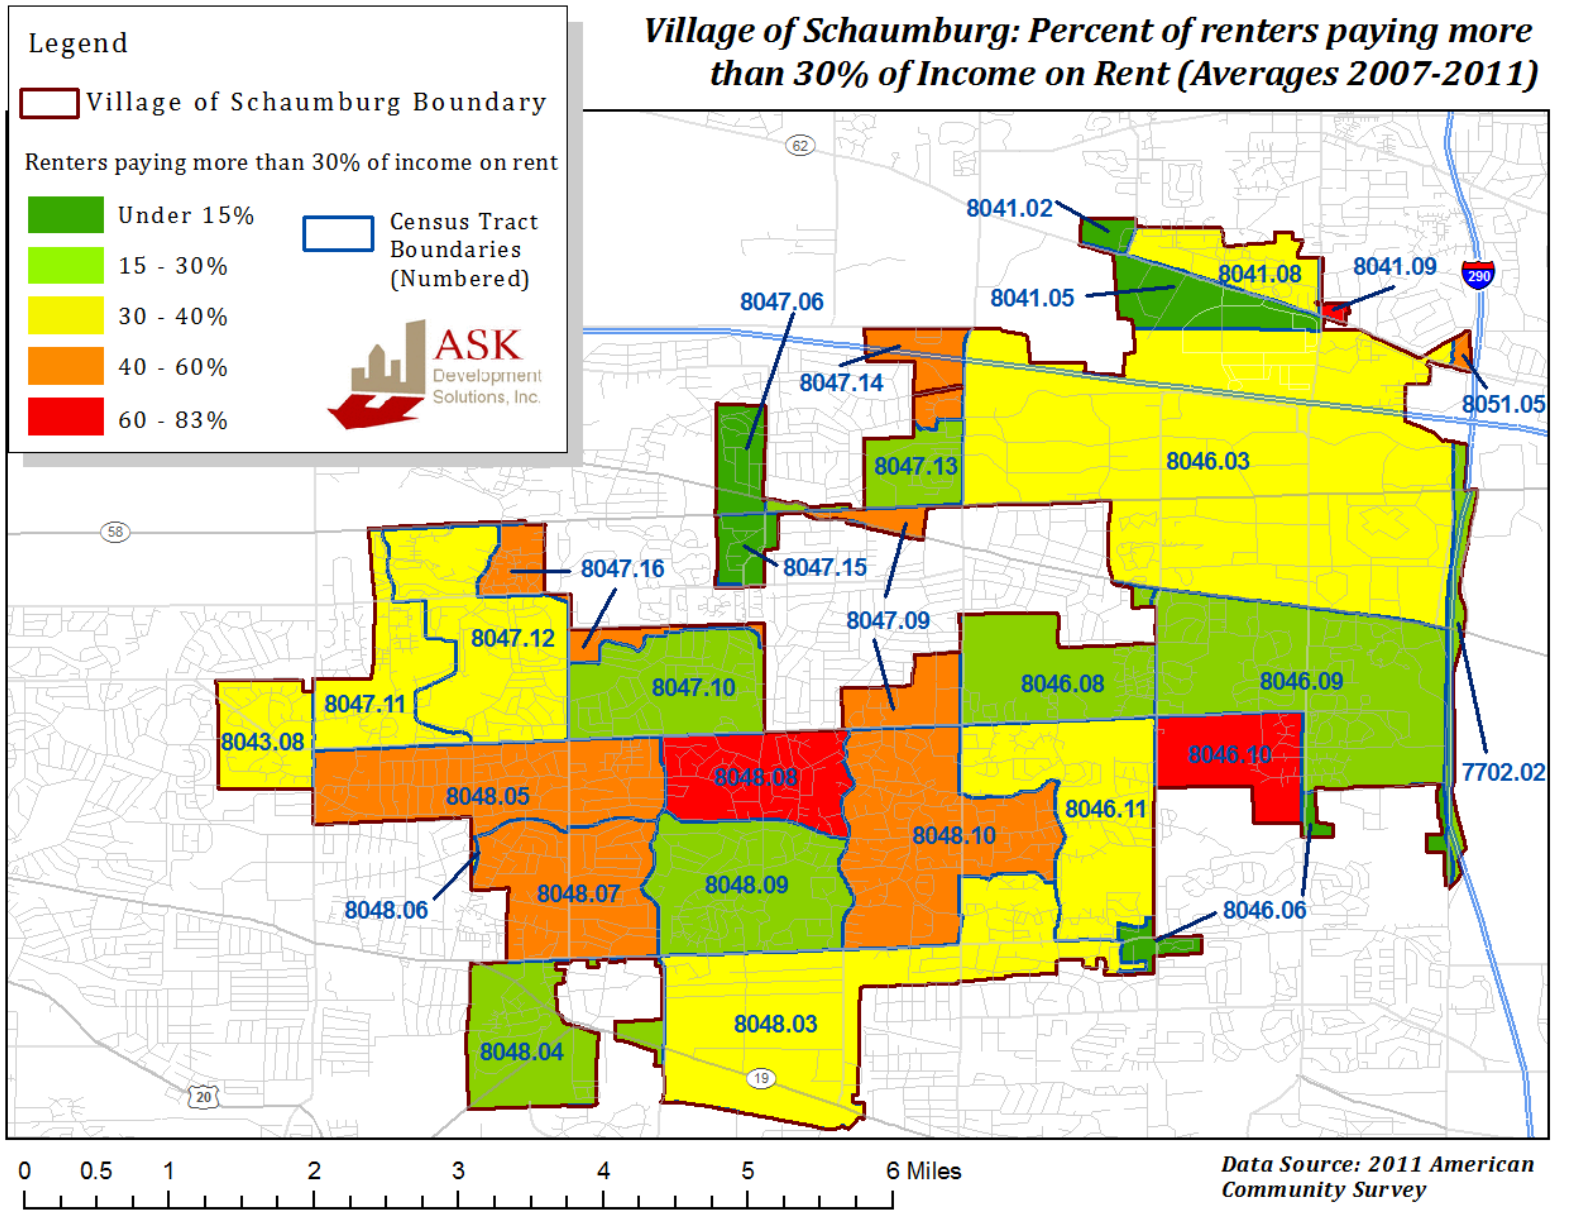 Village of Schaumburg: Percent of renters paying more
than 30% of Income on Rent (Averages 2007-2011)
Legend
Village of Schaumburg Boundary
Renters paying more than 30% of income on rent
Under 15%
15 - 30%
30 - 40%
40 - 60%
60 - 83%
Census Tract
Boundaries
(Numbered)
ASK
Development
Solutions, Inc.
62
8041.02
8041.08
8041.09
290
8041.05
8047.06
8047.14
8051.05
8047.13
8046.03
58
8047.16
8047.15
8047.09
8047.12
8047.10
8046.08
8046.09
8047.11
8043.08
8048.08
8046.10
7702.02
8048.05
8046.11
8048.10
8048.06
8048.07
8048.09
8046.06
8048.03
8048.04
19
20
0 0.5 1 2 3 4 5 6 Miles
Data Source: 2011 American
Community Survey